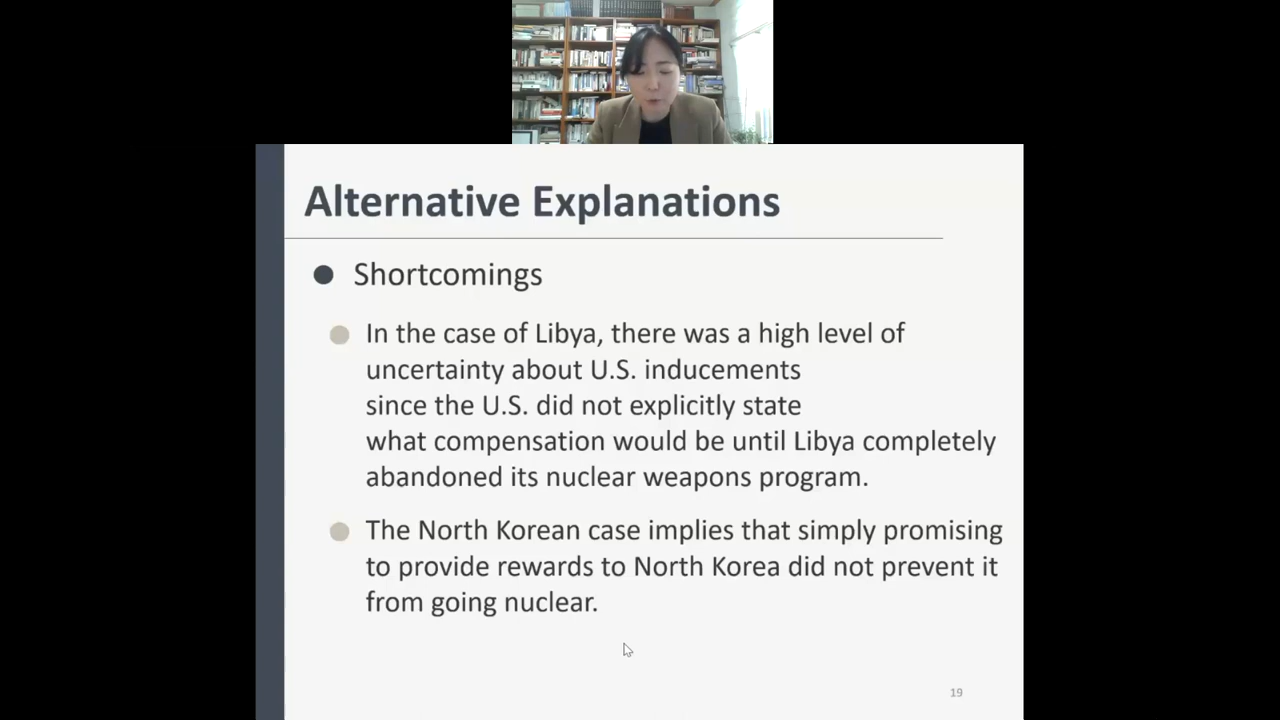 Alternative Explanations
Shortcomings
In the case of Libya, there was a high level of
uncertainty about U.S. inducements
since the U.S. did not explicitly state
what compensation would be until Libya completely
abandoned its nuclear weapons program.
The North Korean case implies that simply promising
to provide rewards to North Korea did not prevent it
from going nuclear.
19